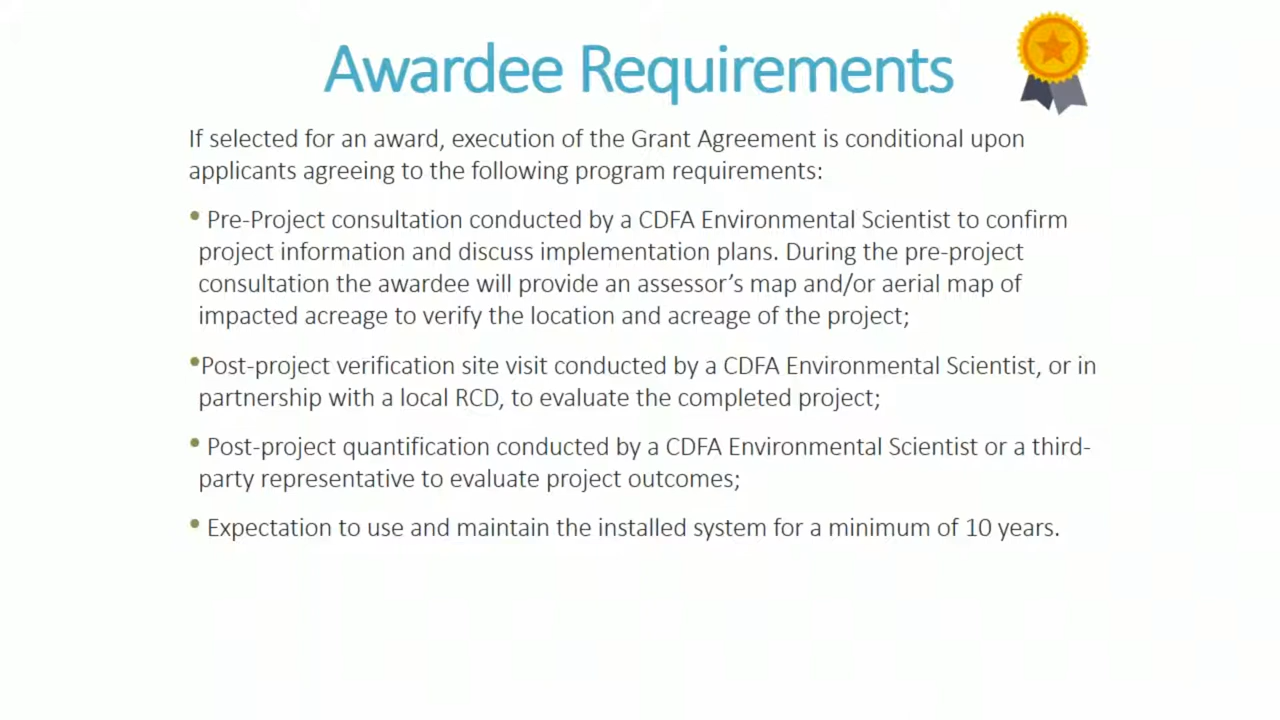 Awardee Requirements
If selected for an award, execution of the Grant Agreement is conditional upon
applicants agreeing to the following program requirements:
• Pre-Project consultation conducted by a CDFA Environmental Scientist to confirm
project information and discuss implementation plans. During the pre-project
consultation the awardee will provide an assessor's map and/or aerial map of
impacted acreage to verify the location and acreage of the project;
•Post-project verification site visit conducted by a CDFA Environmental Scientist, or in
partnership with a local RCD, to evaluate the completed project;
• Post-project quantification conducted by a CDFA Environmental Scientist or a third-
party representative to evaluate project outcomes;
• Expectation to use and maintain the installed system for a minimum of 10 years.